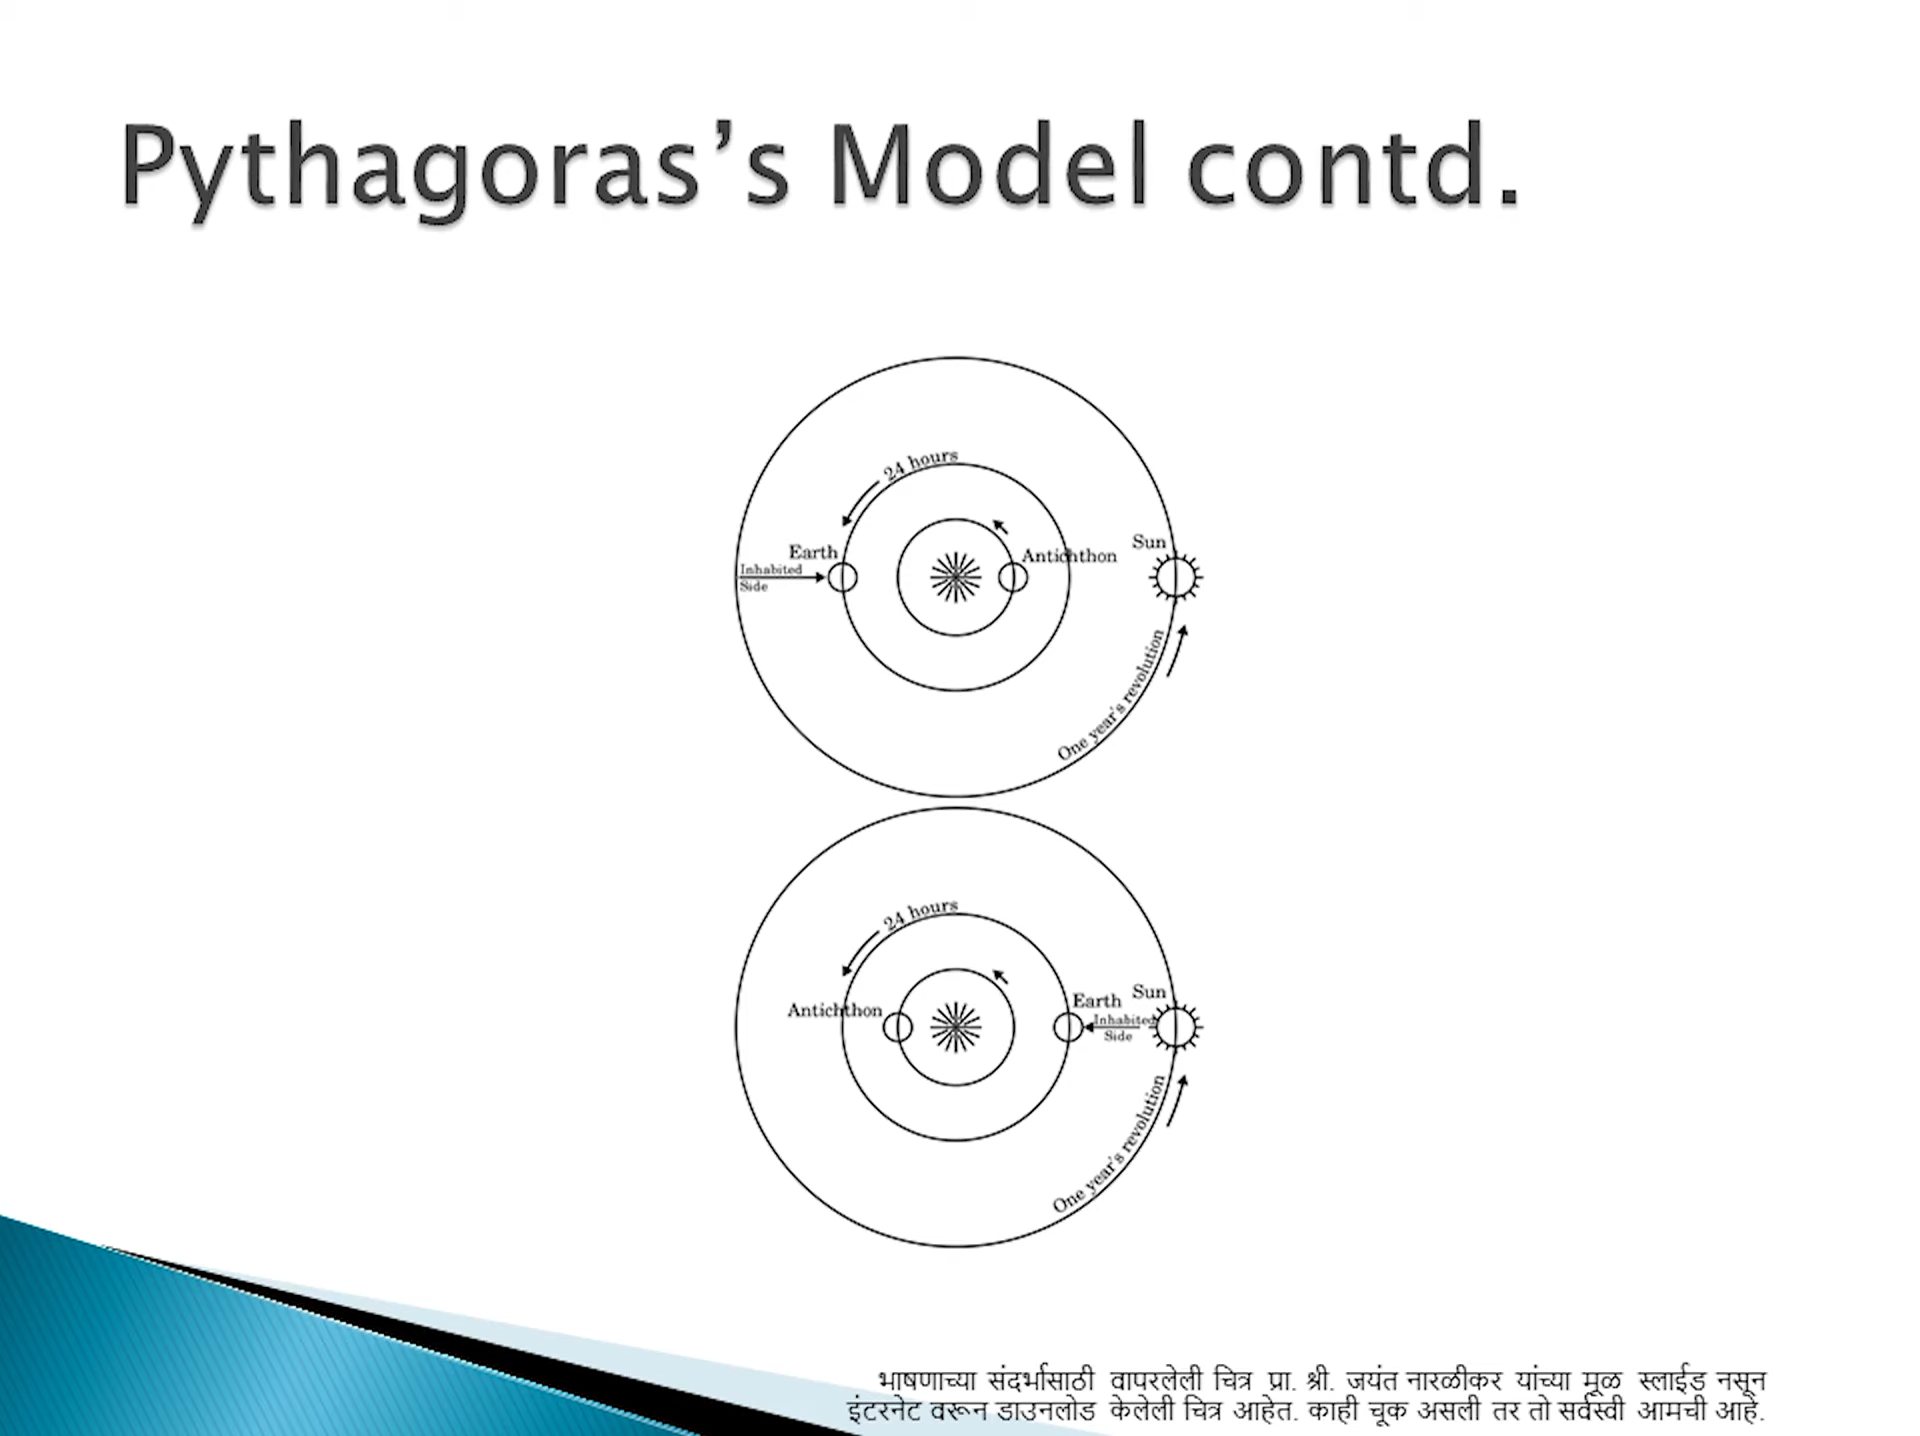 Pythagoras’s Model contd.
24 hours
Earth
Antichthon
Sun
Inhabited
Side
One year's revolution
24 hours
Antichthon
Earth
Sun
Inhabited
Side
One year's revolution
भाषणाच्या संदर्भासाठी वापरलेली चित्र प्रा. श्री. जयंत नारळीकर यांच्या मूळ स्लाईड नसून
इंटरनेट वरून डाउनलोड केलेली चित्र आहेत. काही चूक असली तर तो सर्वस्वी आमची आहे.